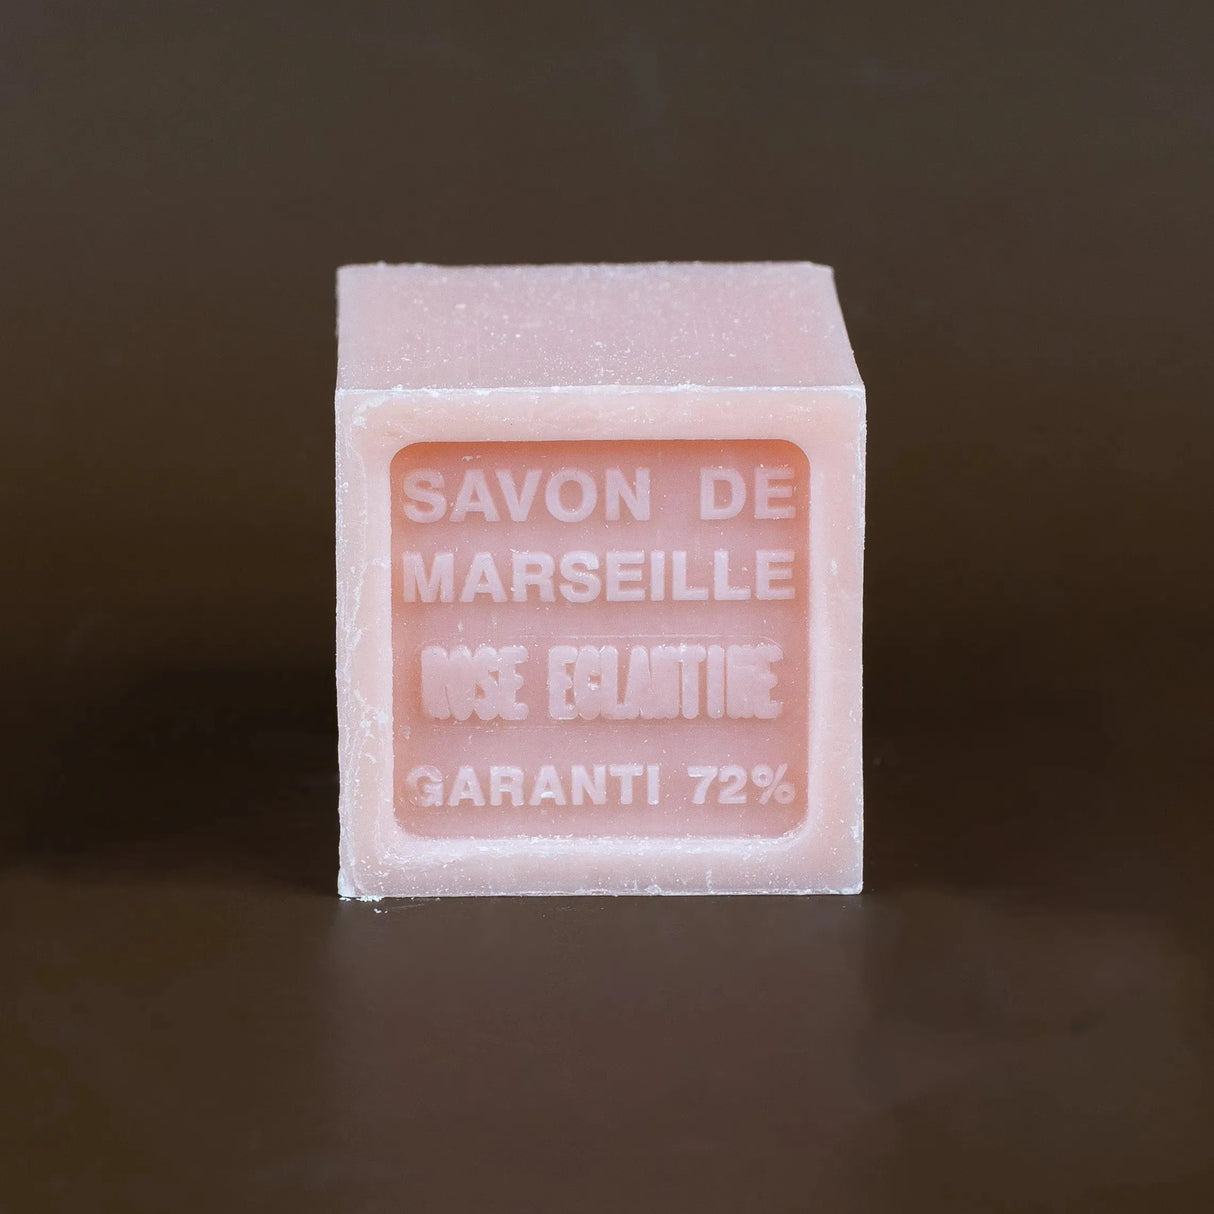 SAVON DE
MARSEILLE
ROSE EGLANTINE
GARANTI 72%